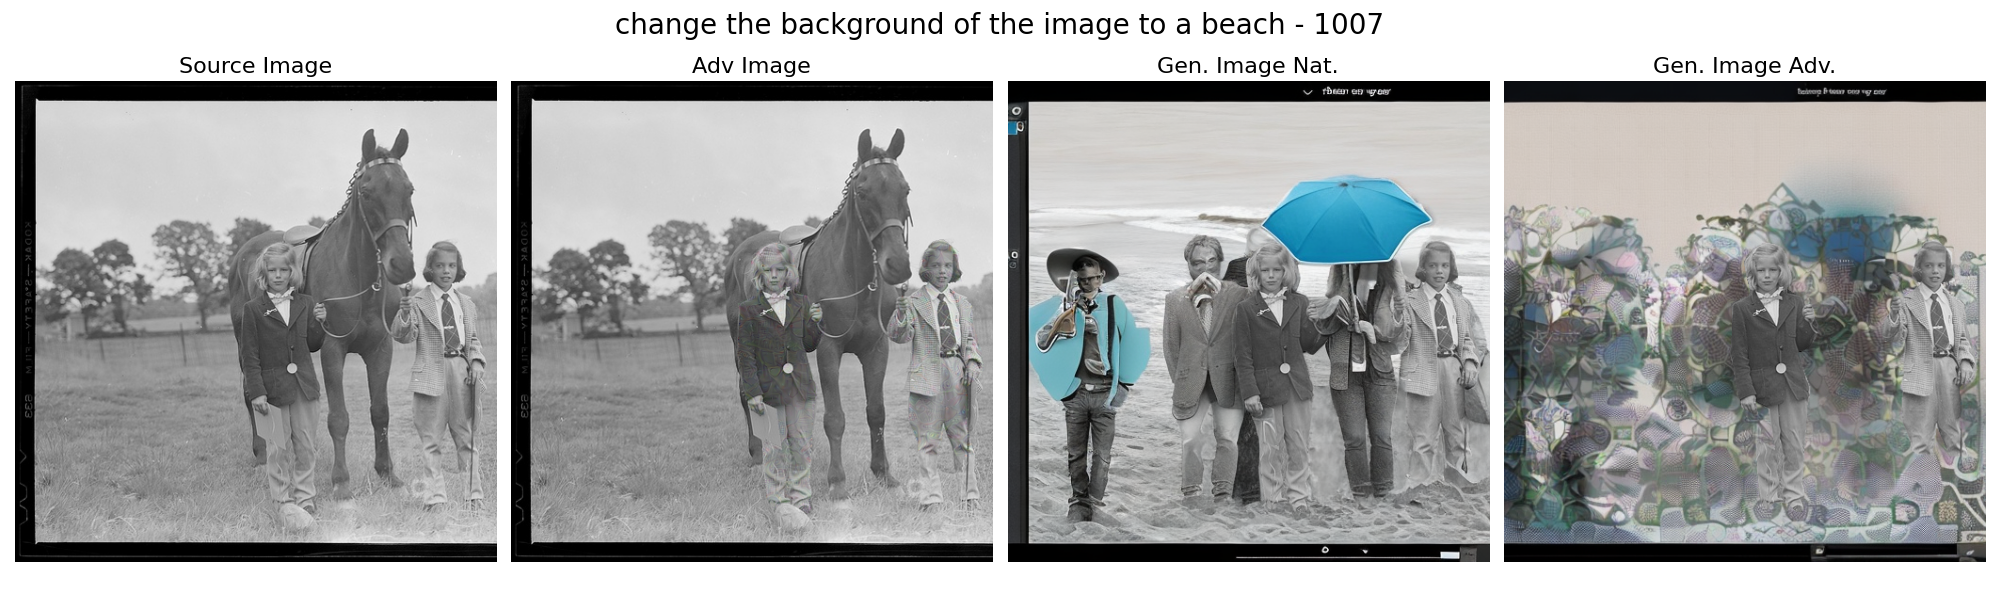 change the background of the image to a beach - 1007
Source Image
Adv Image
Gen. Image Nat.
Gen. Image Adv.